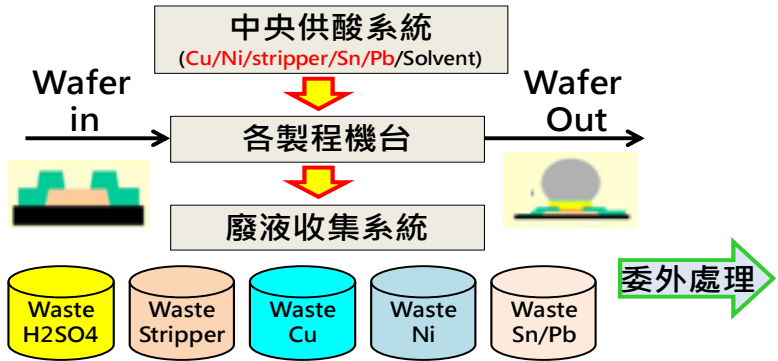 中央供酸系統
(Cu/Ni/stripper/Sn/Pb/Solvent)
Wafer
in
各製程機台
Wafer
Out
廢液收集系統
Waste
H2SO4
Waste
Stripper
Waste
Cu
Waste
Ni
Waste
Sn/Pb
委外處理